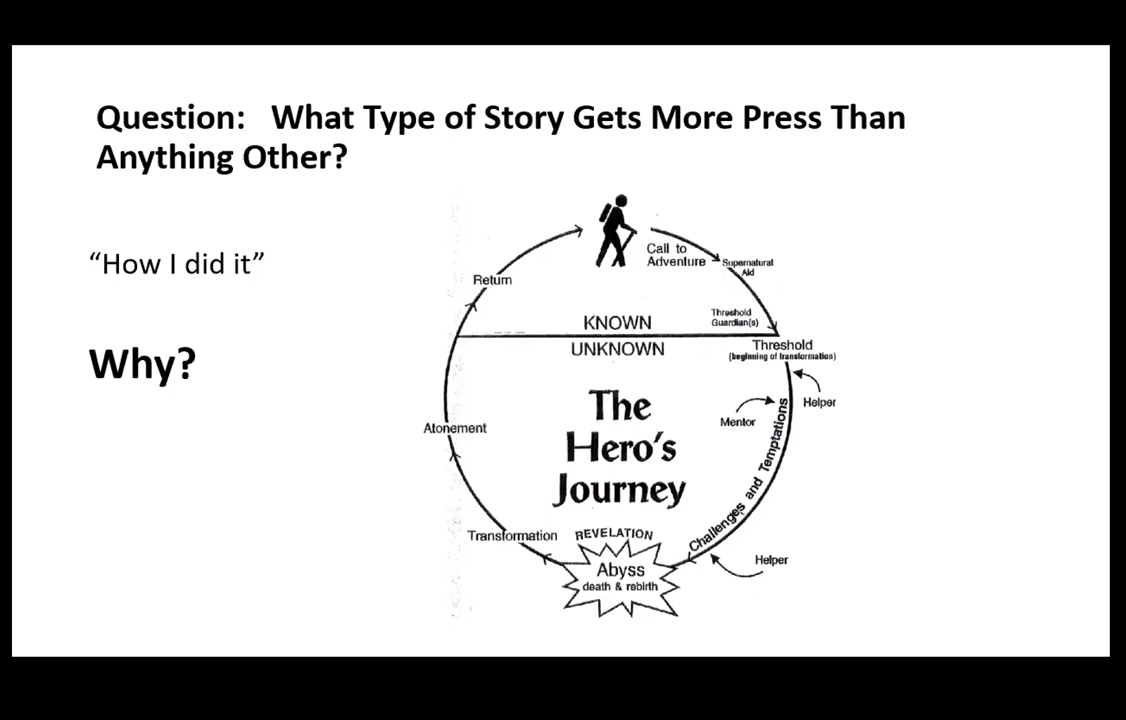 Question: What Type of Story Gets More Press Than
Anything Other?
“How I did it”
Why?
Call to
Adventure
Supernatural
Aid
Return
Threshold
Guardian(s)
KNOWN
UNKNOWN
Threshold
(beginning of transformation)
Helper
Mentor
The
Hero's
Journey
Challenges and Temptations
Atonement
Transformation
REVELATION
Abyss
death & rebirth
Helper